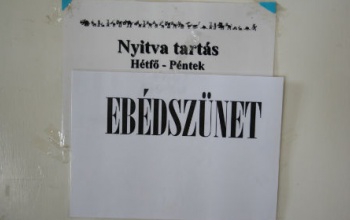 Nyitva tartás
Hétfő - Péntek
EBÉDSZÜNET